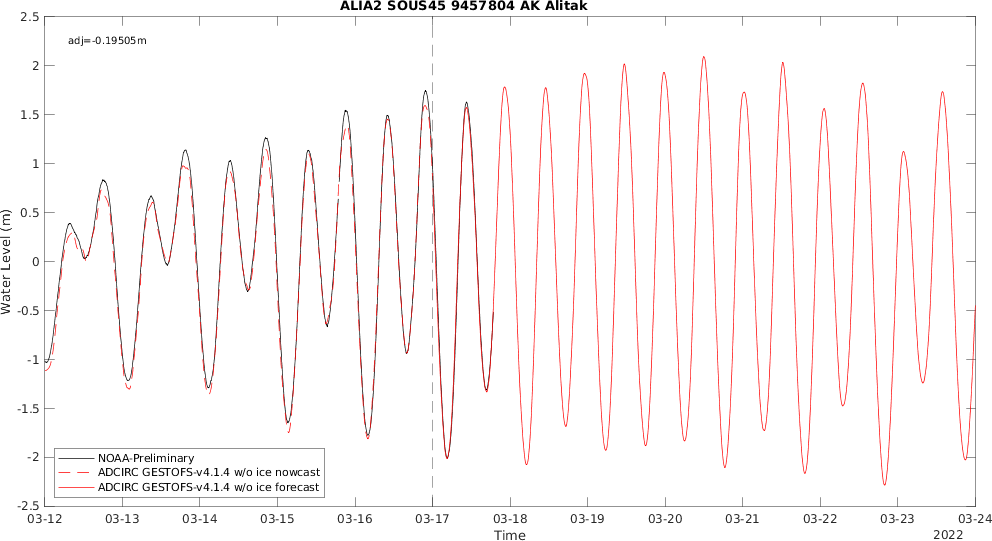 ALIA2 SOUS45 9457804 AK Alitak
adj=-0.19505m
2.5
2
1.5
1
0.5
0
-0.5
-1
-1.5
-2
-2.5
Water Level (m)
NOAA-Preliminary
ADCIRC GESTOFS-v4.1.4 w/o ice nowcast
ADCIRC GESTOFS-v4.1.4 w/o ice forecast
03-12 03-13 03-14 03-15 03-16 03-17 03-18 03-19 03-20 03-21 03-22 03-23 03-24
Time
2022